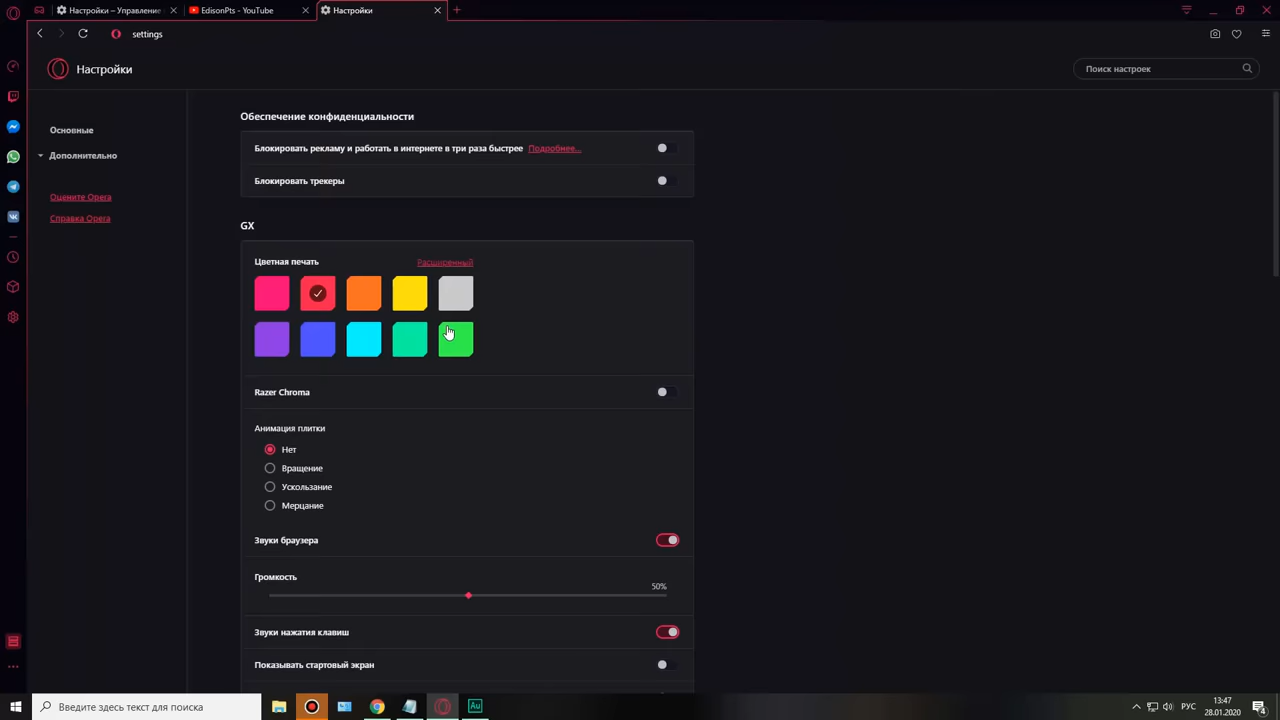 Настройки – Управление
EdisonPts - YouTube
Настройки
settings
Настройки
Поиск настроек
Основные
Дополнительно
Оцените Opera
Справка Opera
Обеспечение конфиденциальности
Блокировать рекламу и работать в интернете в три раза быстрее Подробнее...
Блокировать трекеры
GX
Цветная печать
Расширенный
Razer Chroma
Анимация плитки
Нет
Вращение
Ускользание
Мерцание
Звуки браузера
Громкость
50%
Звуки нажатия клавиш
Показывать стартовый экран
Введите здесь текст для поиска
Au
РУС
13:47
28.01.2020
4